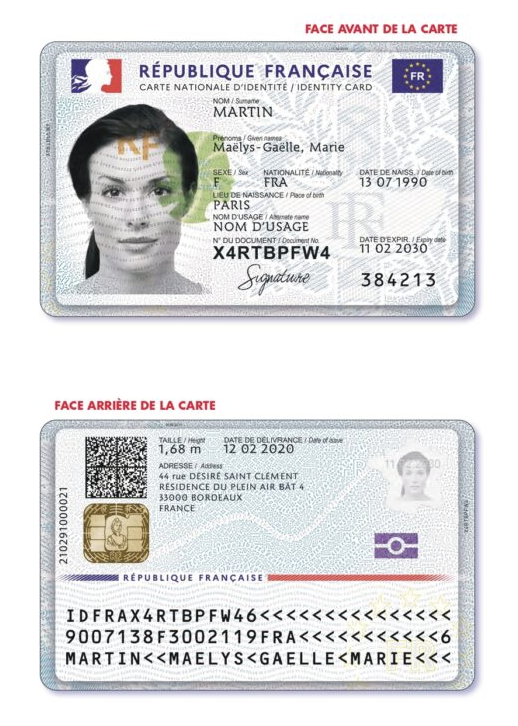 FACE AVANT DE LA CARTE
RÉPUBLIQUE FRANÇAISE
FR
CARTE NATIONALE D'IDENTITÉ / IDENTITY CARD
NOM / Surname
MARTIN
Prénoms / Given names
Maëlys-Gaëlle, Marie
SEXE / Sex NATIONALITÉ / Nationality DATE DE NAISS. / Date of birth
F FRA 13 07 1990
LIEU DE NAISSANCE / Place of birth
PARIS
NOM D'USAGE / Alternate name
NOM D'USAGE
N° DU DOCUMENT / Document No DATE D'EXPIR. / Expiry date
X4RTBPFW4 11 02 2030
Signature 384213
RF
FACE ARRIÈRE DE LA CARTE
TAILLE / Height DATE DE DÉLIVRANCE / Date of issue
1,68 m 12 02 2020
ADRESSE / Address
44 rue DÉSIRÉ SAINT CLÉMENT
RÉSIDENCE DU PLEIN AIR BÂT 4
33000 BORDEAUX
FRANCE
210291000021
RÉPUBLIQUE FRANÇAISE
IDFRAX4RTBPFW46<<<<<<<<<<<<<<<
9007138F3002119FRA<<<<<<<<<<<6
MARTIN<<MAELYS<GAELLE<MARIE<<<